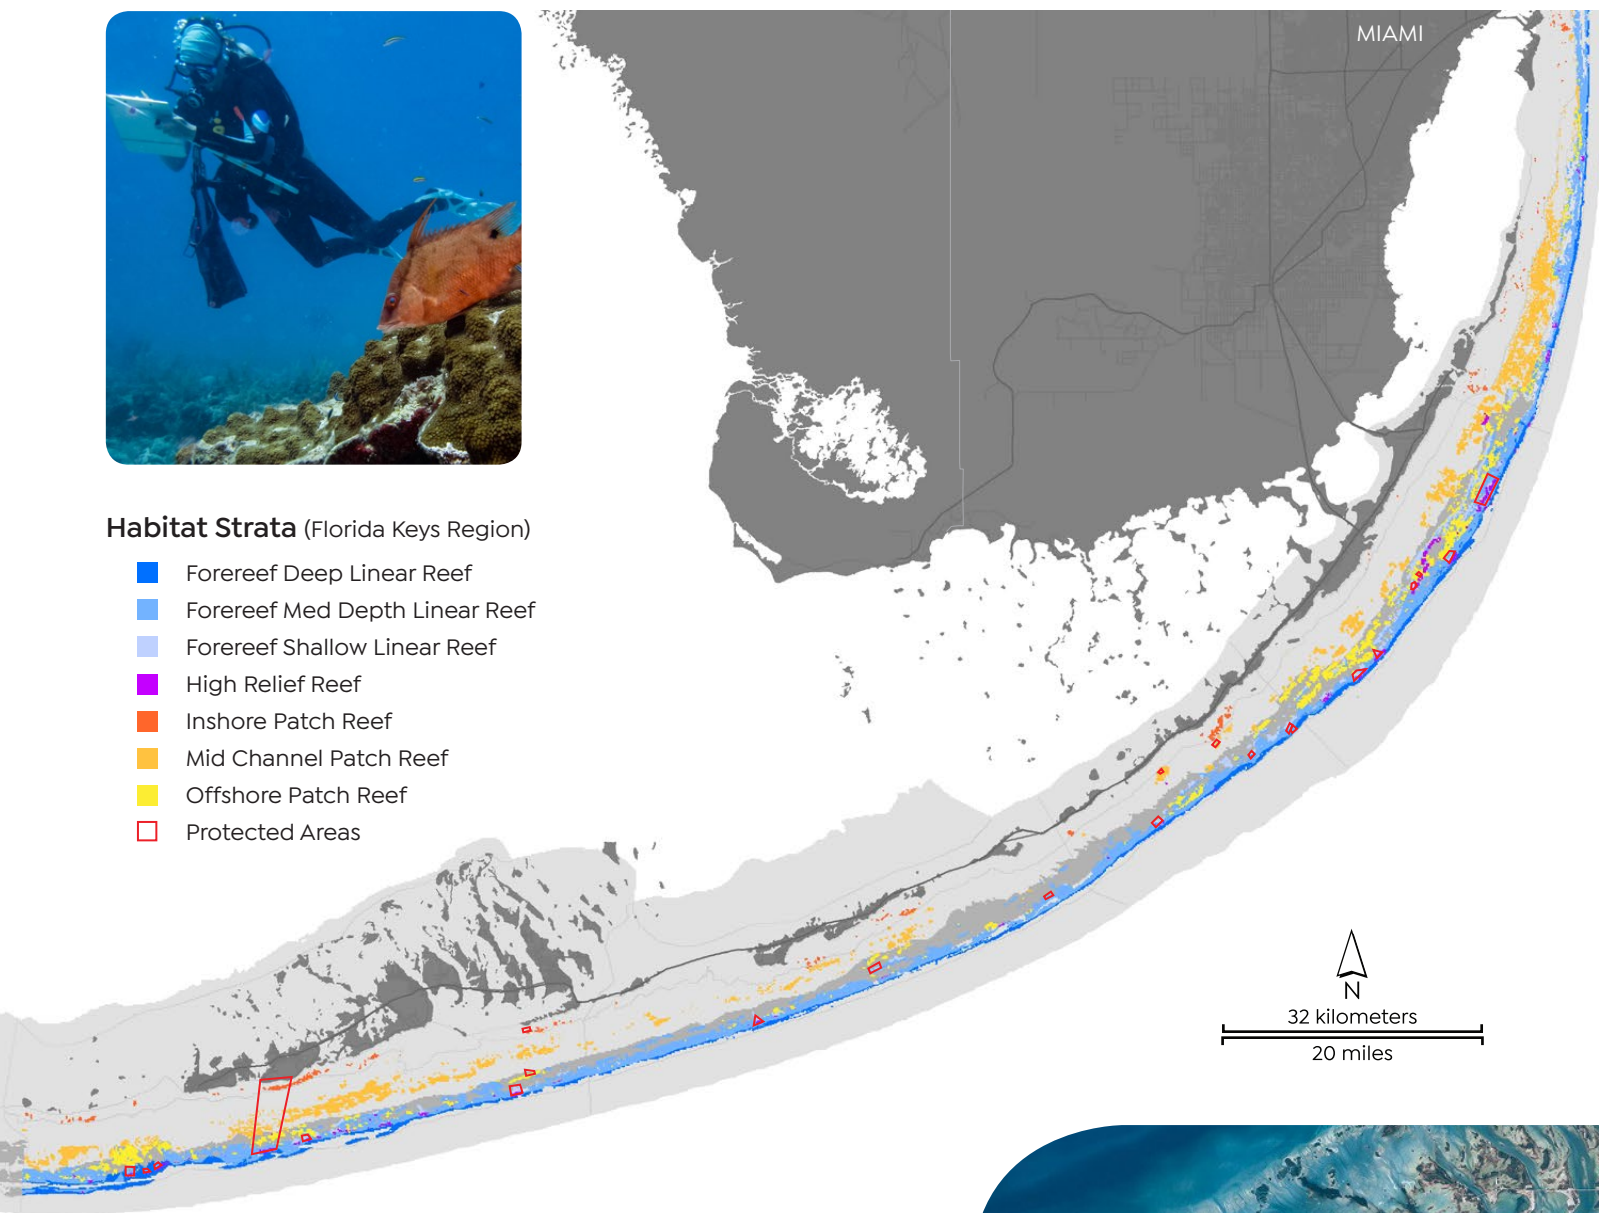 MIAMI
Habitat Strata (Florida Keys Region)
Forereef Deep Linear Reef
Forereef Med Depth Linear Reef
Forereef Shallow Linear Reef
High Relief Reef
Inshore Patch Reef
Mid Channel Patch Reef
Offshore Patch Reef
Protected Areas
N
32 kilometers
20 miles